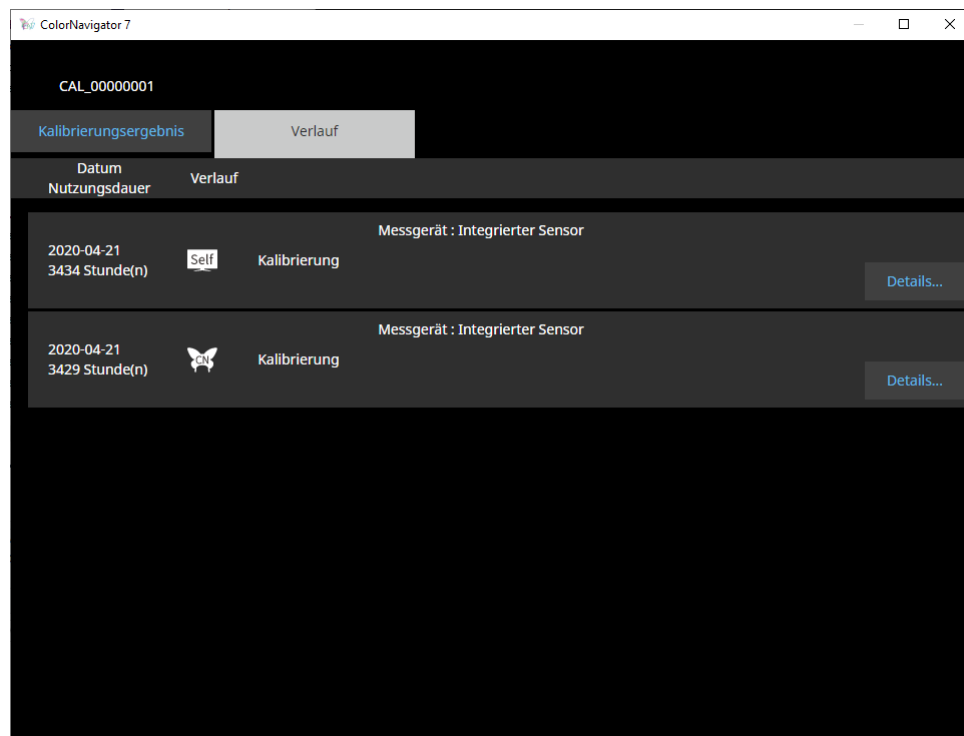 ColorNavigator 7
CAL_00000001
Kalibrierungsergebnis
Verlauf
Datum
Nutzungsdauer
Verlauf
Messgerät : Integrierter Sensor
2020-04-21
3434 Stunde(n)
Self
Kalibrierung
Details...
Messgerät : Integrierter Sensor
2020-04-21
3429 Stunde(n)
CN
Kalibrierung
Details...